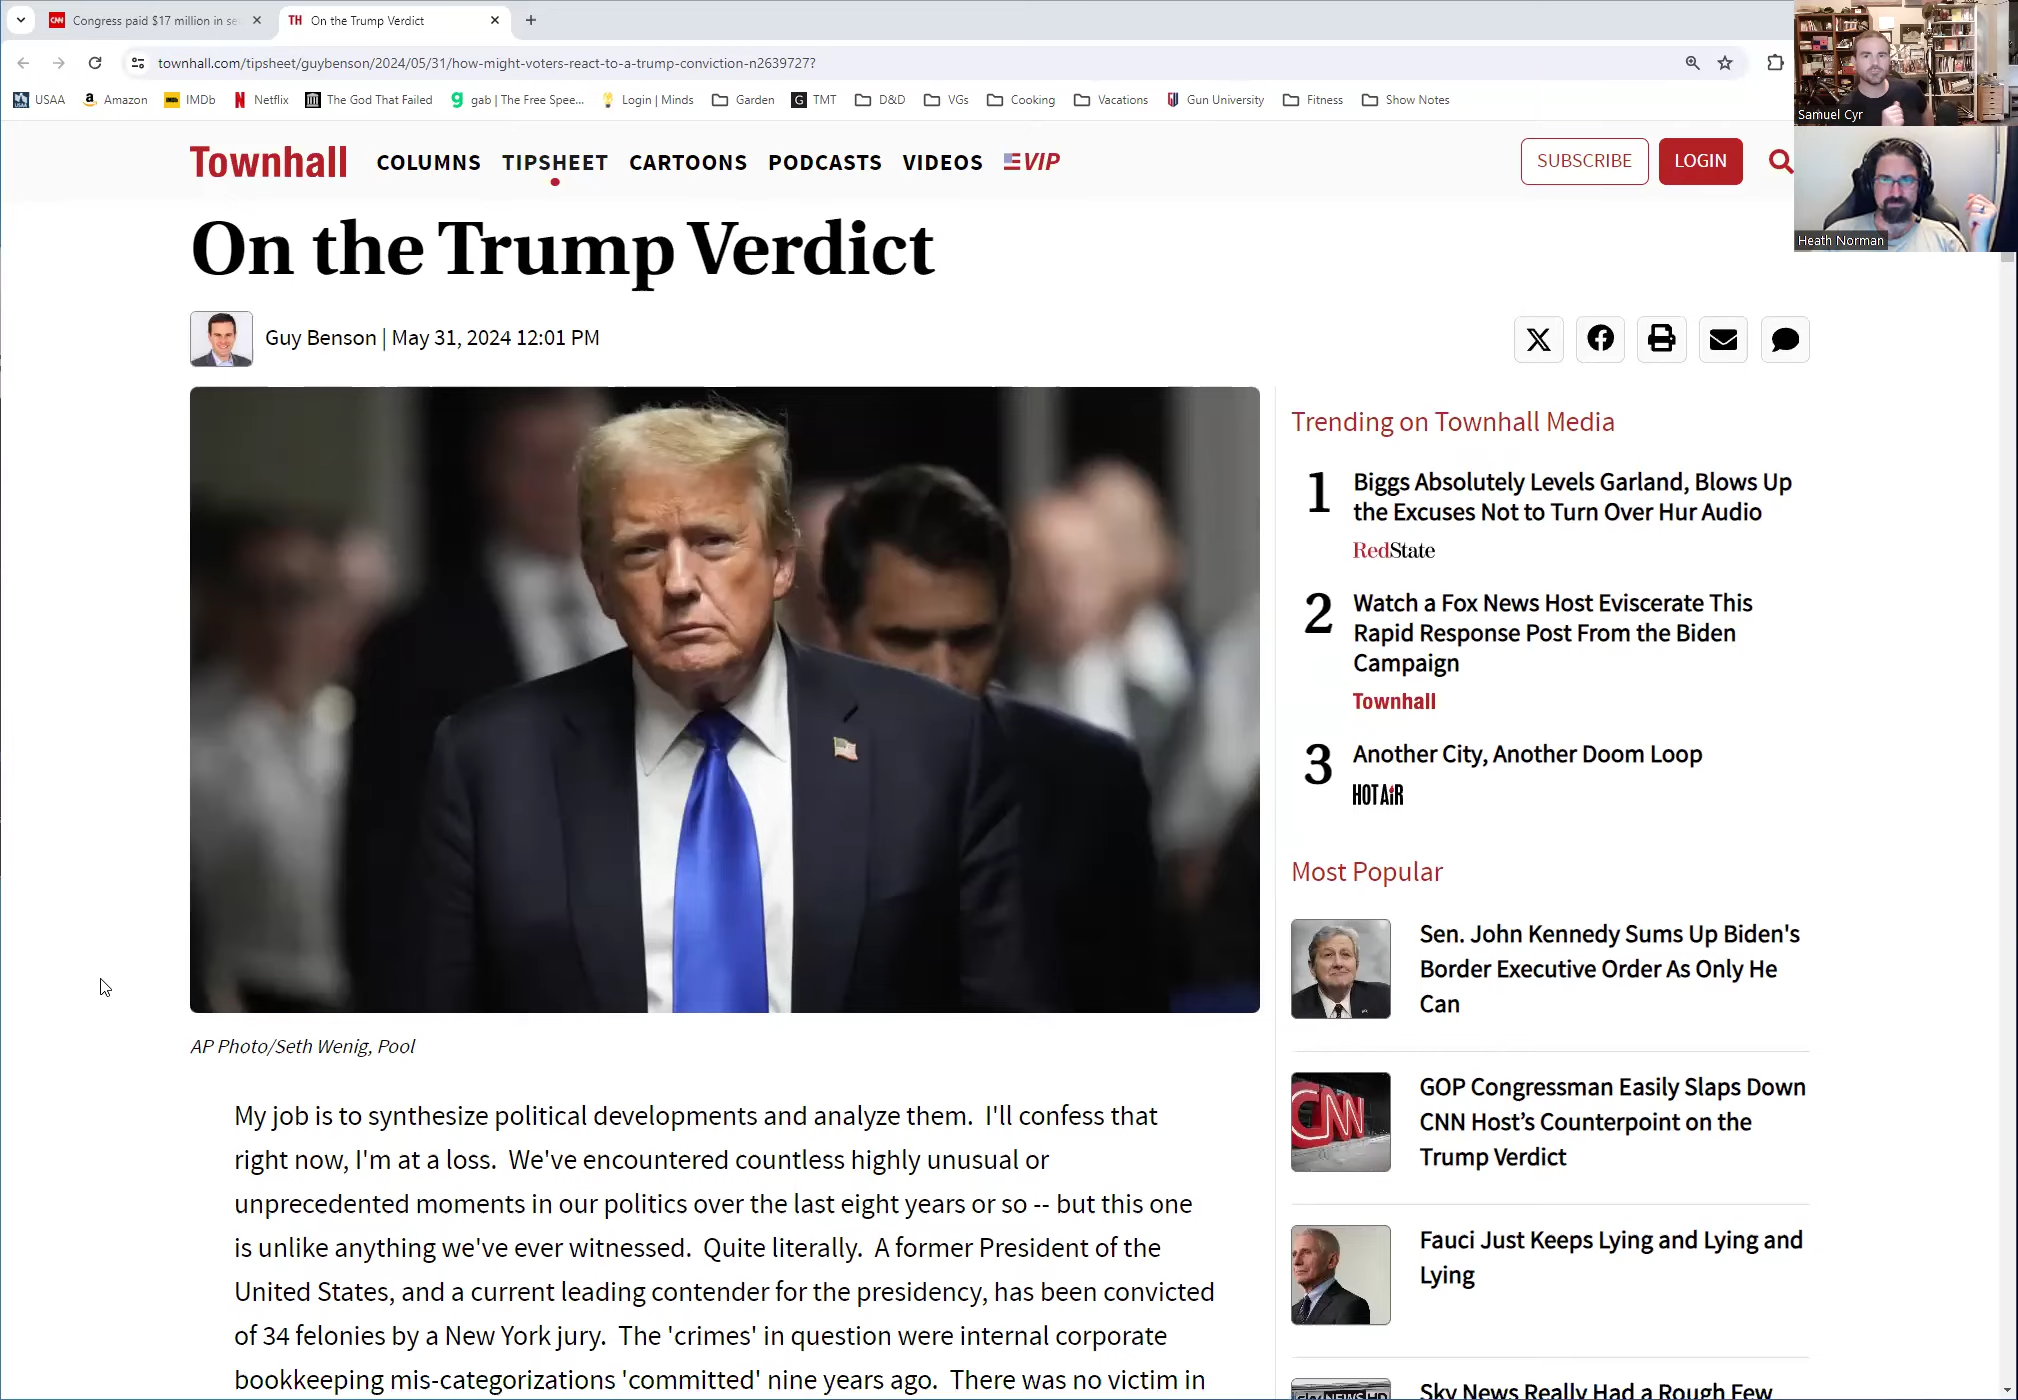 CNN Congress paid $17 million in se
TH On the Trump Verdict
townhall.com/tipsheet/guybenson/2024/05/31/how-might-voters-react-to-a-trump-conviction-n2639727?
USAA Amazon IMDb Netflix The God That Failed gab | The Free Spee... Login | Minds Garden G TMT D&D VGs Cooking Vacations Gun University Fitness Show Notes
Samuel Cyr
Heath Norman
Townhall COLUMNS TIPSHEET CARTOONS PODCASTS VIDEOS VIP SUBSCRIBE LOGIN
On the Trump Verdict
Guy Benson | May 31, 2024 12:01 PM
AP Photo/Seth Wenig, Pool
My job is to synthesize political developments and analyze them. I'll confess that
right now, I'm at a loss. We've encountered countless highly unusual or
unprecedented moments in our politics over the last eight years or so -- but this one
is unlike anything we've ever witnessed. Quite literally. A former President of the
United States, and a current leading contender for the presidency, has been convicted
of 34 felonies by a New York jury. The 'crimes' in question were internal corporate
bookkeeping mis-categorizations 'committed' nine years ago. There was no victim in
Trending on Townhall Media
1 Biggs Absolutely Levels Garland, Blows Up
the Excuses Not to Turn Over Hur Audio
RedState
2 Watch a Fox News Host Eviscerate This
Rapid Response Post From the Biden
Campaign
Townhall
3 Another City, Another Doom Loop
HOT AIR
Most Popular
Sen. John Kennedy Sums Up Biden's
Border Executive Order As Only He
Can
CNN
GOP Congressman Easily Slaps Down
CNN Host’s Counterpoint on the
Trump Verdict
Fauci Just Keeps Lying and Lying and
Lying
sky NEWS HD
Sky News Really Had a Rough Few